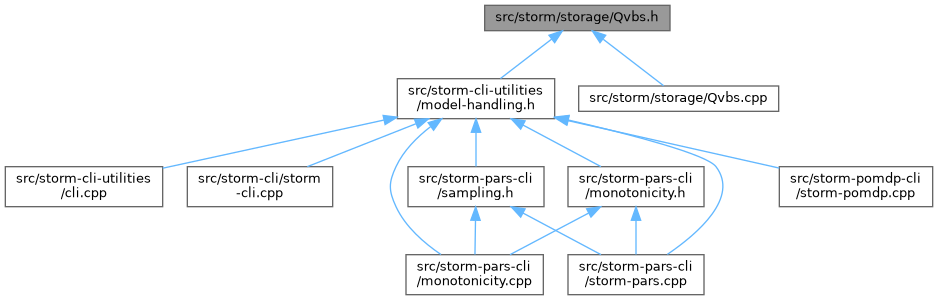 src/storm/storage/Qvbs.h
src/storm-cli-utilities
/model-handling.h
src/storm/storage/Qvbs.cpp
src/storm-cli-utilities
/cli.cpp
src/storm-cli/storm
-cli.cpp
src/storm-pars-cli
/sampling.h
src/storm-pars-cli
/monotonicity.h
src/storm-pomdp-cli
/storm-pomdp.cpp
src/storm-pars-cli
/monotonicity.cpp
src/storm-pars-cli
/storm-pars.cpp